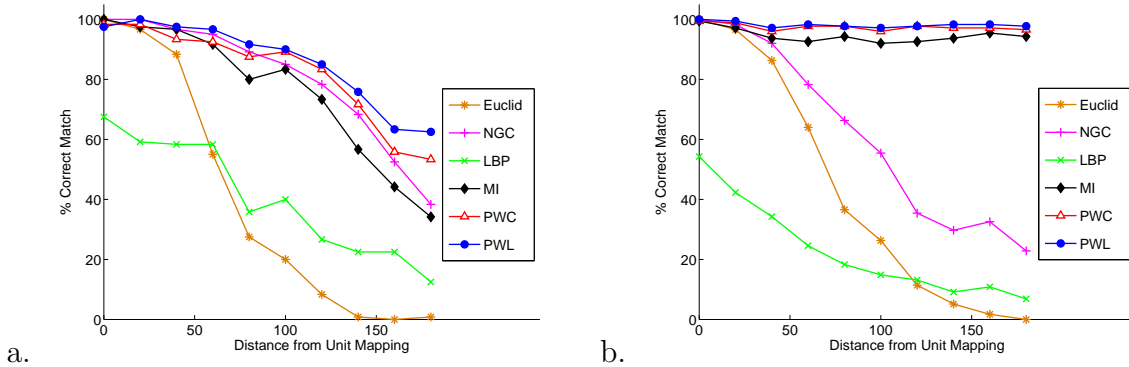 100
80
60
40
20
0
% Correct Match
0 50 100 150
Distance from Unit Mapping
Euclid
NGC
LBP
MI
PWC
PWL
a.
100
80
60
40
20
0
% Correct Match
0 50 100 150
Distance from Unit Mapping
Euclid
NGC
LBP
MI
PWC
PWL
b.